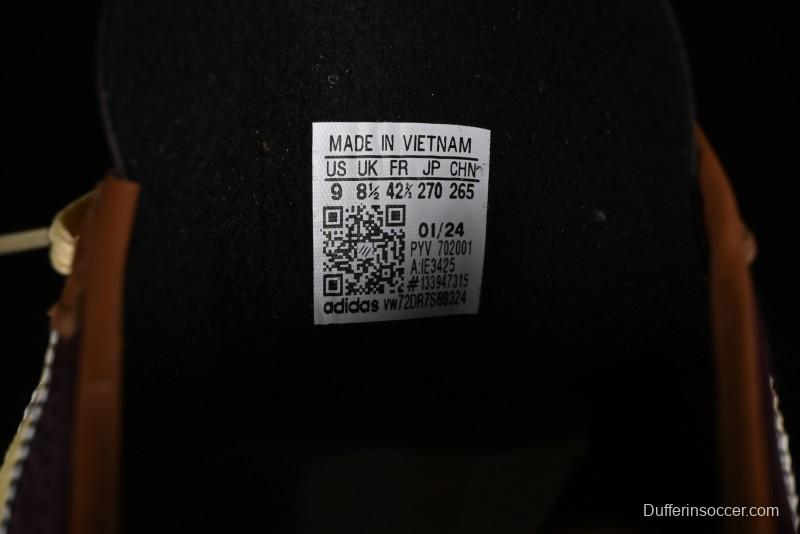 MADE IN VIETNAM
US UK FR JP CHN
9 8½ 42⅔ 270 265
01/24
PYV 702001
A:IE3425
#133947315
adidas VW72DR7S88324
Dufferinsoccer.com